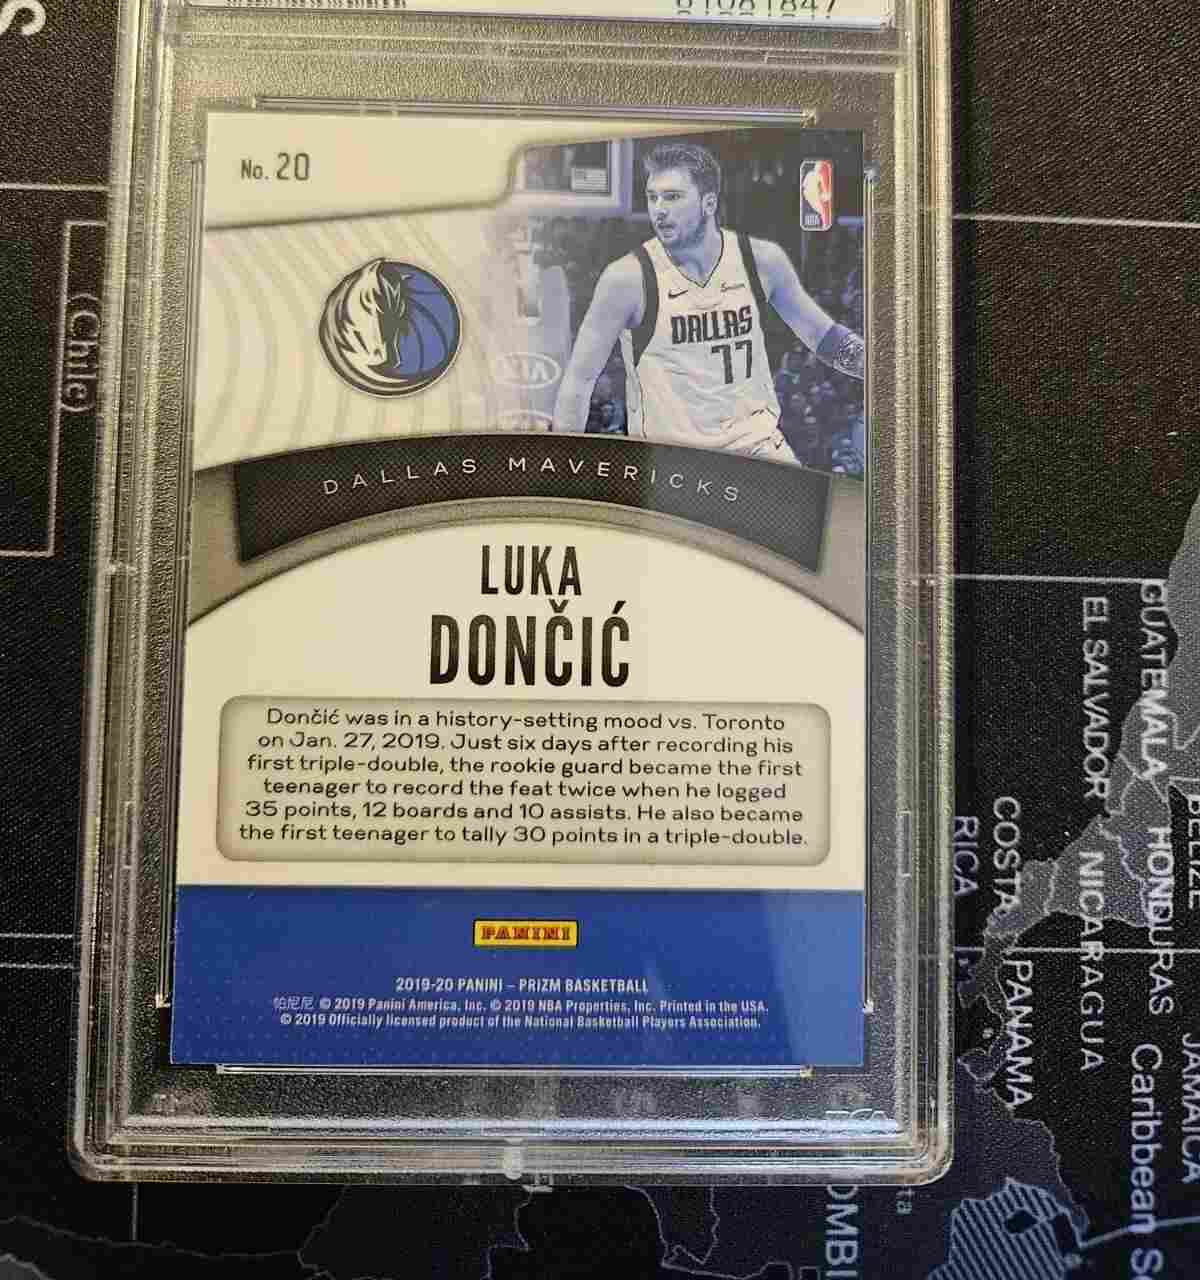 No. 20
NBA
KIA
DALLAS
77
DALLAS MAVERICKS
LUKA
DONČIĆ
Dončić was in a history-setting mood vs. Toronto
on Jan. 27, 2019. Just six days after recording his
first triple-double, the rookie guard became the first
teenager to record the feat twice when he logged
35 points, 12 boards and 10 assists. He also became
the first teenager to tally 30 points in a triple-double.
PANINI
2019-20 PANINI – PRIZM BASKETBALL
帕尼尼 © 2019 Panini America, Inc. © 2019 NBA Properties, Inc. Printed in the USA.
© 2019 Officially licensed product of the National Basketball Players Association.
PSA
(Chile)
GUATEMALA
EL SALVADOR
HONDURAS
NICARAGUA
COSTA
RICA
PANAMA
JAMAICA
Caribbean S